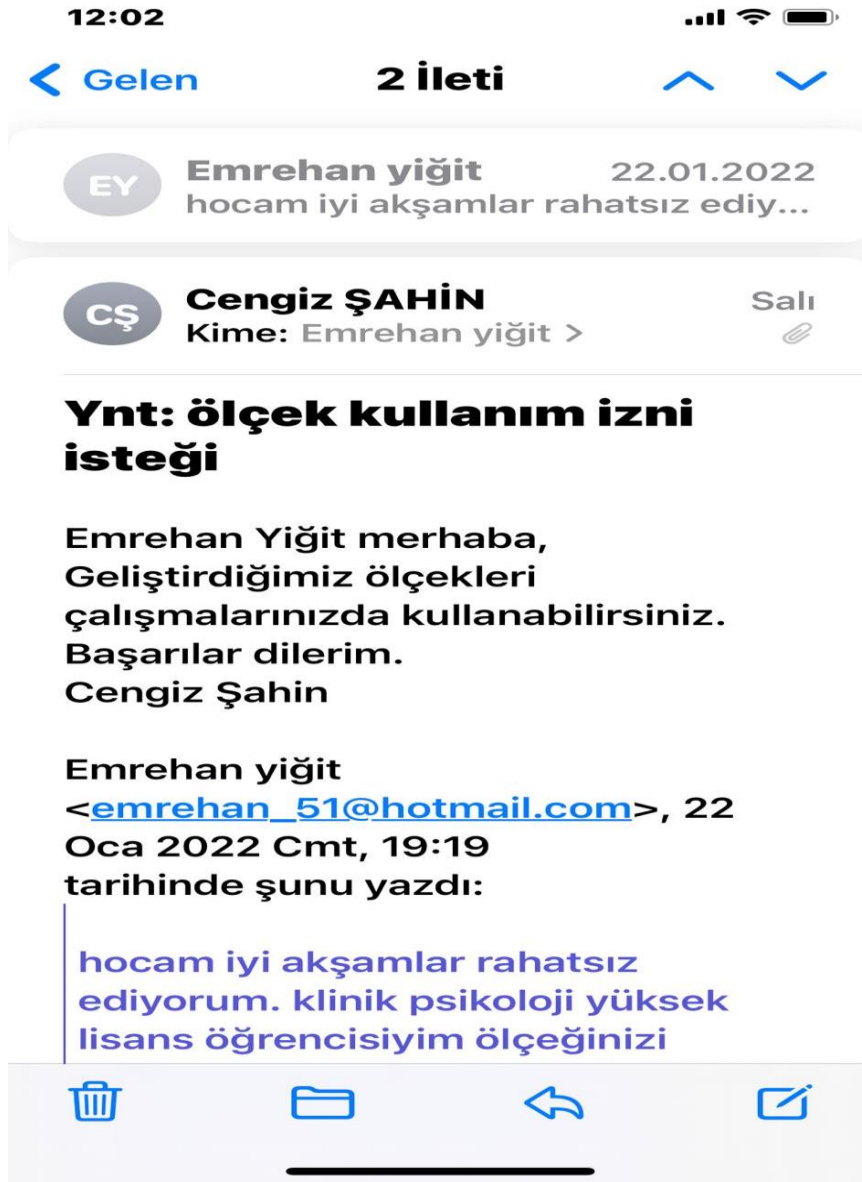 12:02
Gelen 2 İleti
EY Emrehan yiğit 22.01.2022
hocam iyi akşamlar rahatsız ediy...
CŞ Cengiz ŞAHİN Salı
Kime: Emrehan yiğit >
Ynt: ölçek kullanım izni
isteği
Emrehan Yiğit merhaba,
Geliştirdiğimiz ölçekleri
çalışmalarınızda kullanabilirsiniz.
Başarılar dilerim.
Cengiz Şahin
Emrehan yiğit
<emrehan_51@hotmail.com>, 22
Oca 2022 Cmt, 19:19
tarihinde şunu yazdı:
hocam iyi akşamlar rahatsız
ediyorum. klinik psikoloji yüksek
lisans öğrencisiyim ölçeğinizi